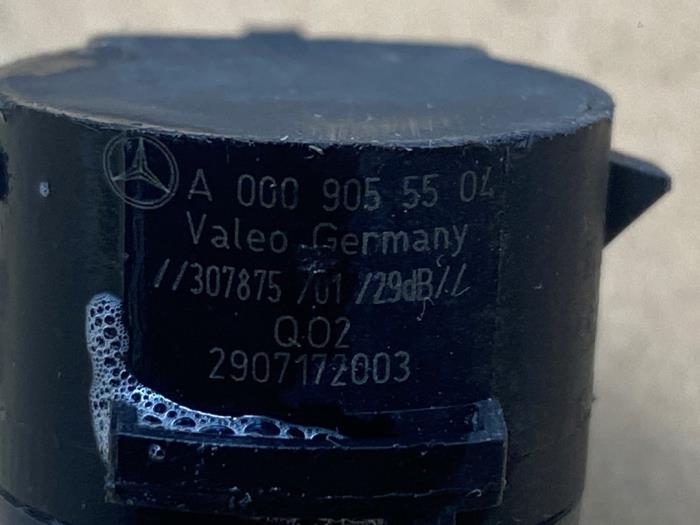 A 000 905 55 04
Valeo Germany
//307875 /01 /29dB//
Q02
2907172003